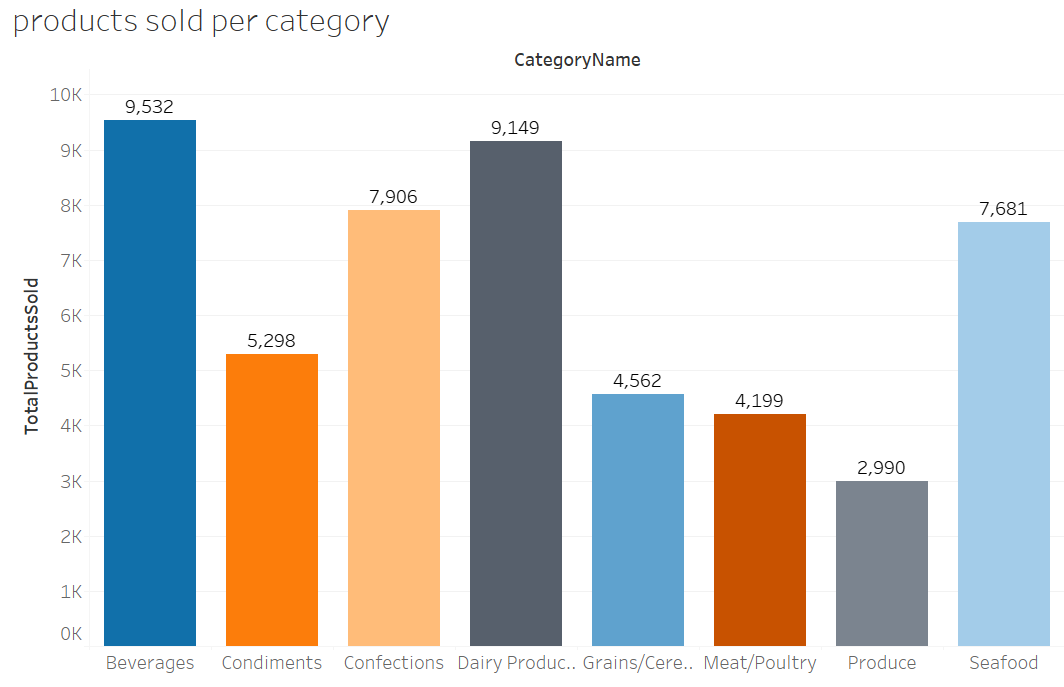 products sold per category
CategoryName
TotalProductsSold
10K
9K
8K
7K
6K
5K
4K
3K
2K
1K
0K
9,532
5,298
7,906
9,149
4,562
4,199
2,990
7,681
Beverages
Condiments
Confections
Dairy Produc..
Grains/Cere..
Meat/Poultry
Produce
Seafood